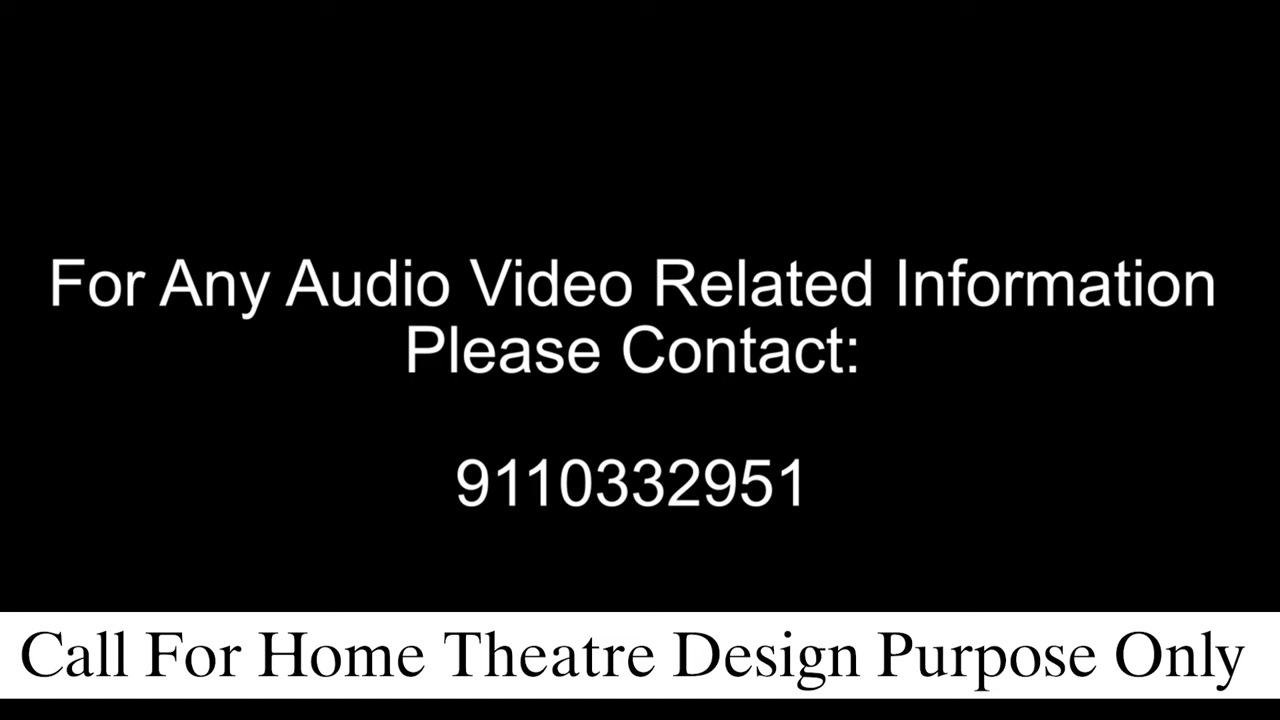 For Any Audio Video Related Information
Please Contact:
9110332951
Call For Home Theatre Design Purpose Only